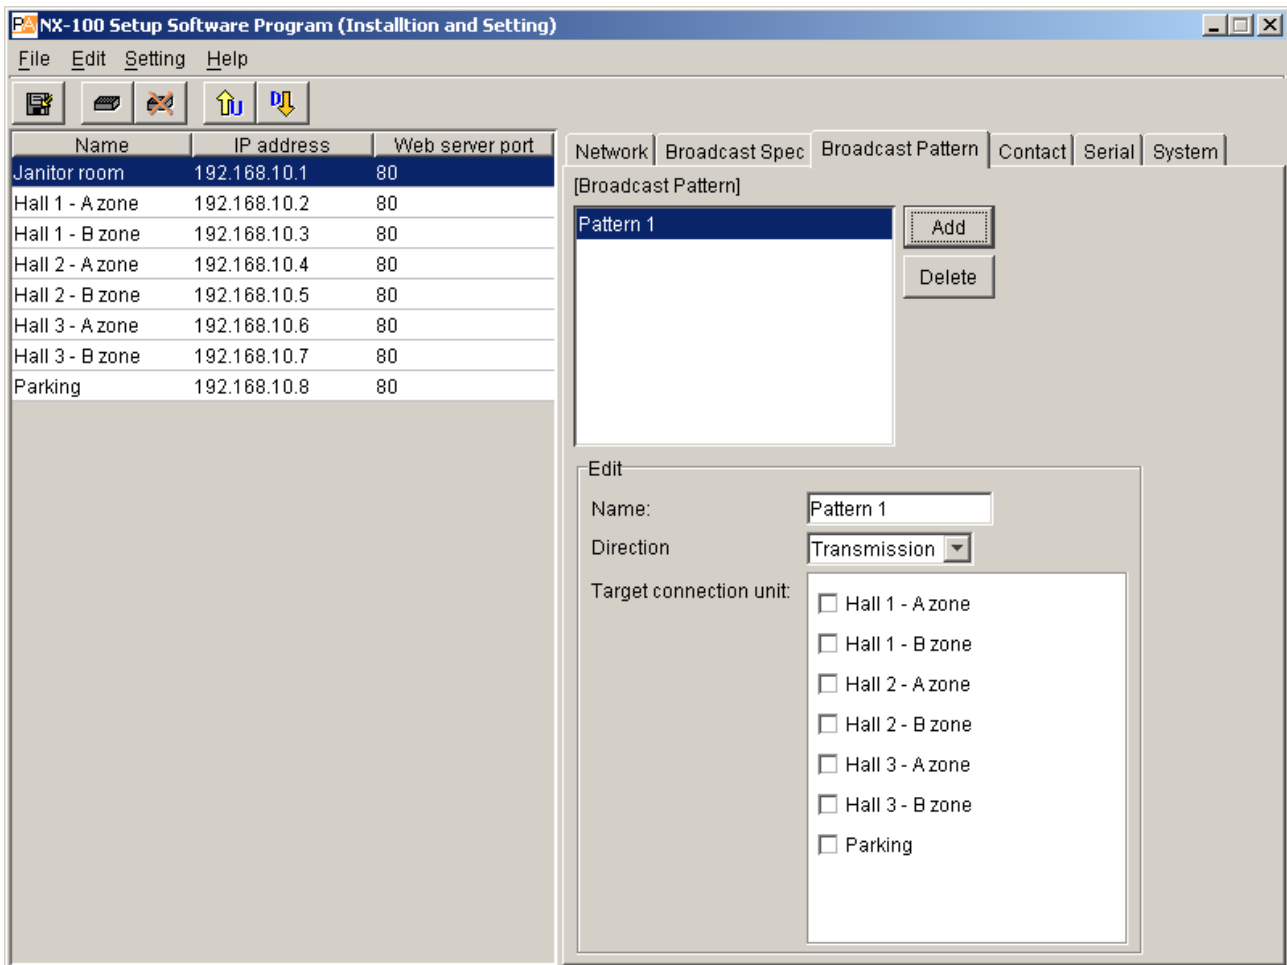 NX-100 Setup Software Program (Installtion and Setting)
File Edit Setting Help
Name IP address Web server port
Janitor room 192.168.10.1 80
Hall 1 - A zone 192.168.10.2 80
Hall 1 - B zone 192.168.10.3 80
Hall 2 - A zone 192.168.10.4 80
Hall 2 - B zone 192.168.10.5 80
Hall 3 - A zone 192.168.10.6 80
Hall 3 - B zone 192.168.10.7 80
Parking 192.168.10.8 80
Network Broadcast Spec Broadcast Pattern Contact Serial System
[Broadcast Pattern]
Pattern 1
Add
Delete
Edit
Name: Pattern 1
Direction Transmission
Target connection unit:
Hall 1 - A zone
Hall 1 - B zone
Hall 2 - A zone
Hall 2 - B zone
Hall 3 - A zone
Hall 3 - B zone
Parking